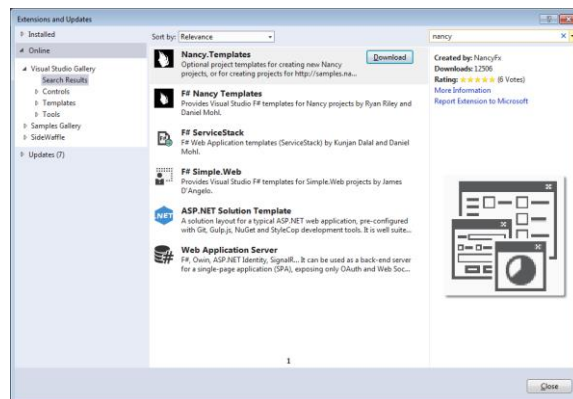 Extensions and Updates
Installed
Online
Visual Studio Gallery
Search Results
Controls
Templates
Tools
Samples Gallery
SideWaffle
Updates (7)
Sort by: Relevance
Nancy.Templates
Optional project templates for creating new Nancy
projects, or for creating projects for http://samples.na...
Download
F# Nancy Templates
Provides Visual Studio F# templates for Nancy projects by Ryan Riley and
Daniel Mohl.
F# ServiceStack
F# Web Application templates (ServiceStack) by Kunjan Dalal and Daniel
Mohl.
F# Simple.Web
Provides Visual Studio F# templates for Simple.Web projects by James
D'Angelo.
.NET
ASP.NET Solution Template
A solution layout for a typical ASP.NET web application, pre-configured
with Git, Gulp.js, NuGet and StyleCop development tools. It is well suite...
Web Application Server
F#, Owin, ASP.NET Identity, SignalR... It can be used as a back-end server
for a single-page application (SPA), exposing only OAuth and Web Soc...
1
nancy
Created by: NancyFx
Downloads: 12506
Rating: (6 Votes)
More Information
Report Extension to Microsoft
Close